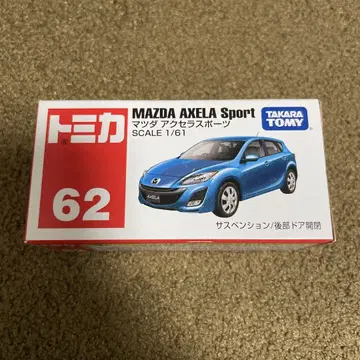 トミカ
62
MAZDA AXELA Sport
マツダ アクセラスポーツ
SCALE 1/61
TAKARA
TOMY
AXELA
サスペンション/後部ドア開閉